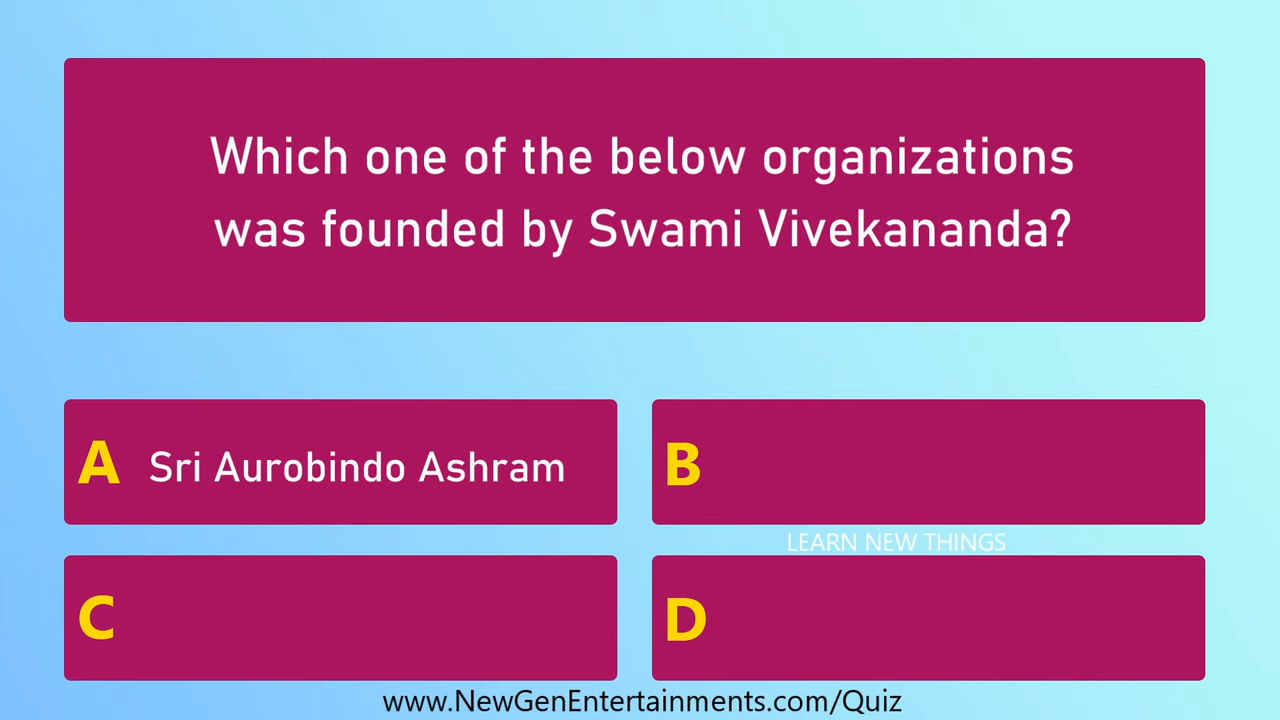 Which one of the below organizations
was founded by Swami Vivekananda?
A Sri Aurobindo Ashram
B
LEARN NEW THINGS
C
D
www.NewGenEntertainments.com/Quiz